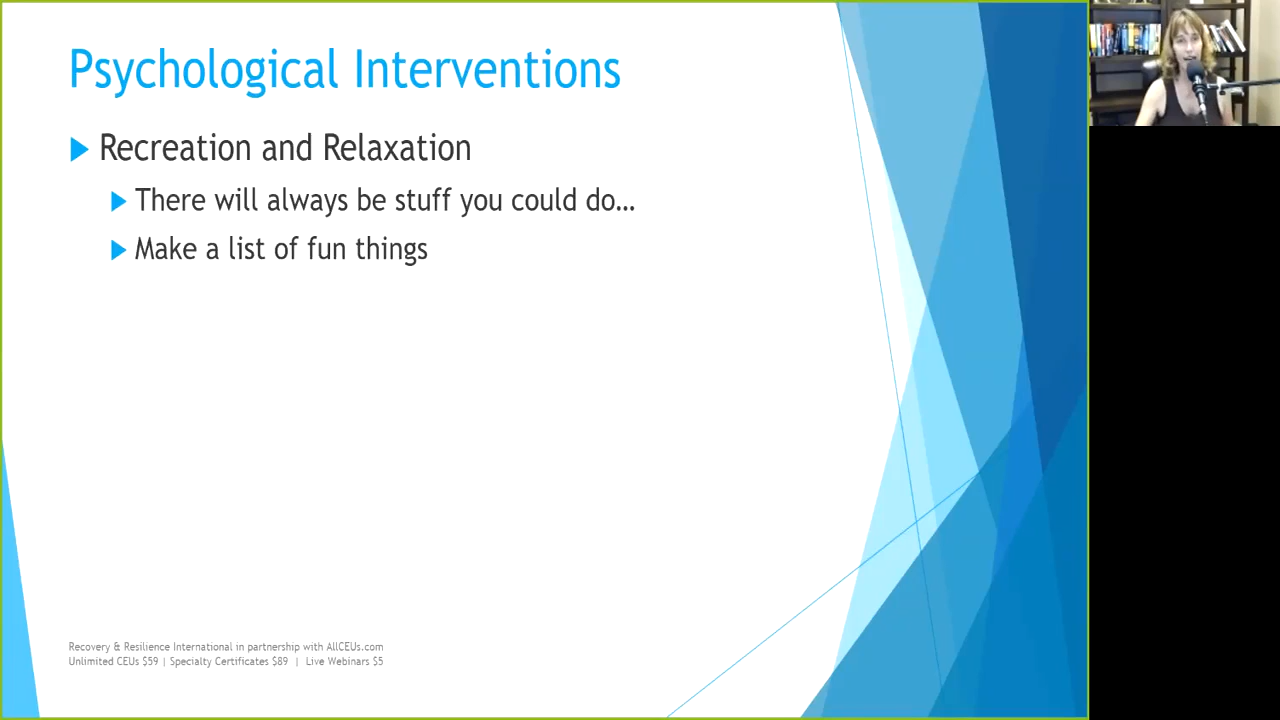 Psychological Interventions
Recreation and Relaxation
There will always be stuff you could do…
Make a list of fun things
Recovery & Resilience International in partnership with AllCEUs.com
Unlimited CEUs $59 | Specialty Certificates $89 | Live Webinars $5